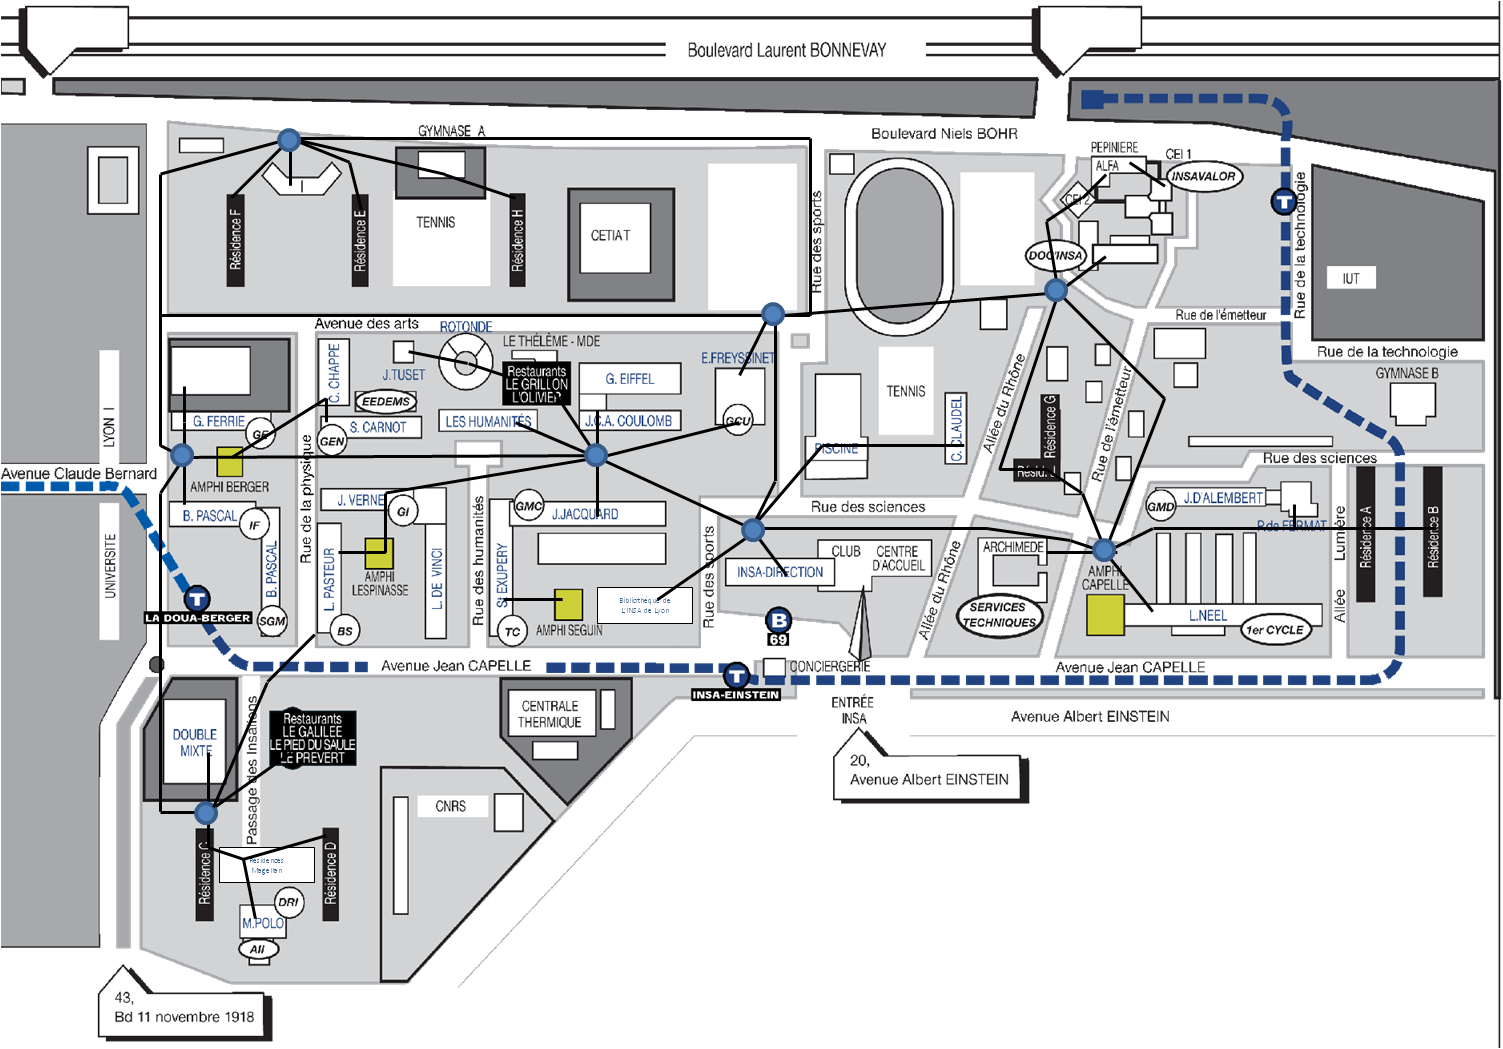 Boulevard Laurent BONNEVAY
Boulevard Niels BOHR
GYMNASE A
PEPINIERE
ALFA
CEI 1
INSAVALOR
CEI 2
I
T
Résidence F
Résidence E
Résidence H
TENNIS
CETIAT
Rue des sports
DOC'INSA
Rue de la technologie
IUT
Avenue des arts
ROTONDE
LE THÉLÈME - MDE
Rue de l'émetteur
Rue de la technologie
E.FREYSSINET
J.TUSET
Restaurants
LE GRILLON
L'OLIVIER
G. EIFFEL
C. CHAPPE
EEDEMS
TENNIS
GYMNASE B
G. FERRIE
GE
GEN
S. CARNOT
LES HUMANITÉS
J.C.A. COULOMB
GCU
C. CLAUDEL
Allée du Rhône
Résidence G
Rue de l'émetteur
LYON I
PISCINE
Rue des sciences
Avenue Claude Bernard
AMPHI BERGER
Rue de la physique
J. VERNE
GI
Rue des humanités
GMC
J.JACQUARD
Rue des sciences
GMD
J.D'ALEMBERT
P.de FERMAT
B. PASCAL
IF
B. PASCAL
L. PASTEUR
AMPHI
LESPINASSE
L. DE VINCI
St EXUPERY
Rue des sports
INSA-DIRECTION
CLUB
CENTRE
D'ACCUEIL
ARCHIMEDE
AMPHI
CAPELLE
Allée
Lumière
Résidence A
Résidence B
UNIVERSITE
T
LA DOUA-BERGER
SGM
BS
TC
AMPHI SEGUIN
Bibliothèque de
L'INSA de Lyon
B
69
Allée du Rhône
SERVICES
TECHNIQUES
L.NEEL
1er CYCLE
Avenue Jean CAPELLE
T
INSA-EINSTEIN
CONCIERGERIE
Avenue Jean CAPELLE
ENTRÉE
INSA
Avenue Albert EINSTEIN
DOUBLE
MIXTE
Passage des Insaliens
Restaurants
LE GALILEE
LE PIED DU SAULE
LE PREVERT
CENTRALE
THERMIQUE
20,
Avenue Albert EINSTEIN
CNRS
Résidence C
Résidences
Magellan
Résidence D
DRI
M.POLO
AII
43,
Bd 11 novembre 1918